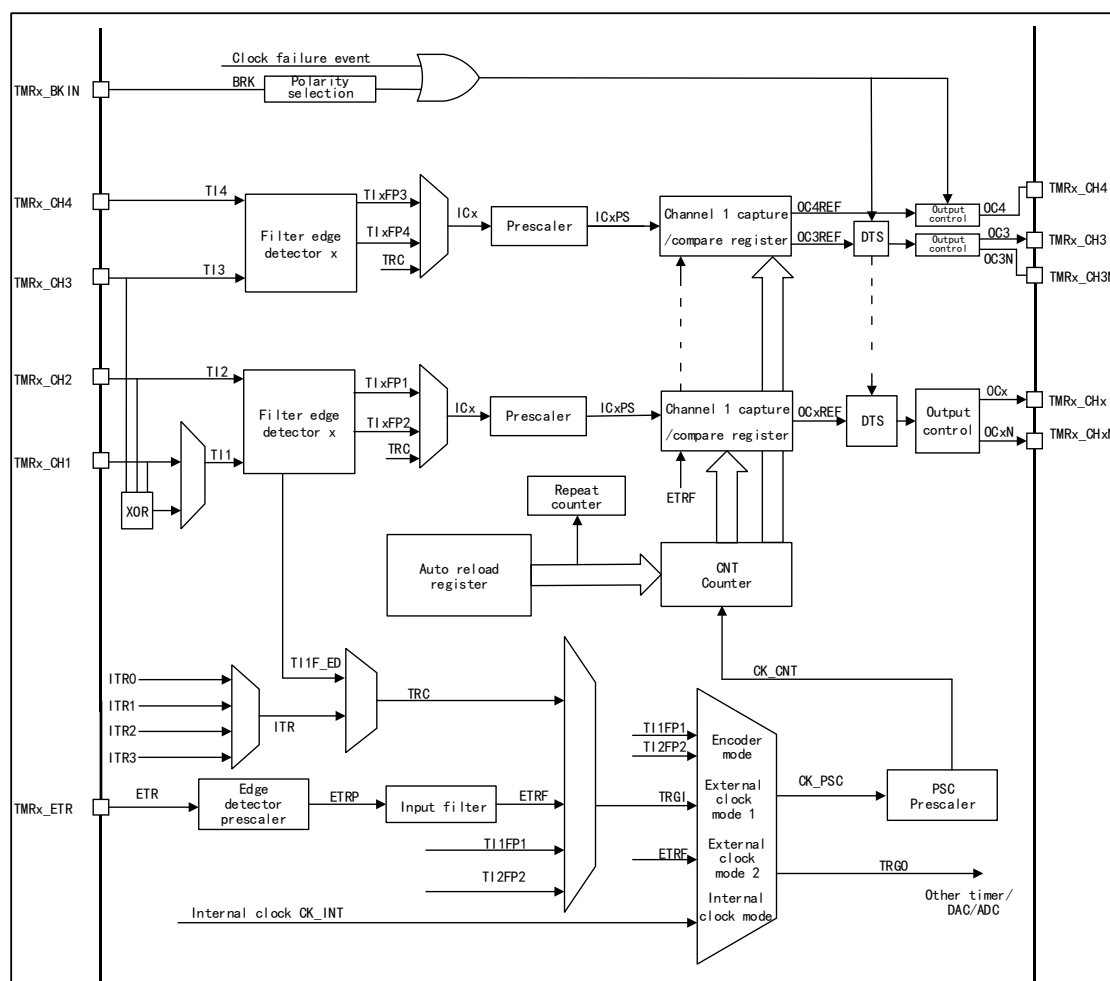 Clock failure event
BRK
Polarity
selection
TMRx_BKIN
TMRx_CH4
TI4
TIxFP3
ICx
ICxPS
Prescaler
Filter edge
detector x
TIxFP4
TRC
TI3
TMRx_CH3
Channel 1 capture
/compare register
OC4REF
OC3REF
DTS
Output
control
OC4
TMRx_CH4
Output
control
OC3
TMRx_CH3
OC3N
TMRx_CH3N
TMRx_CH2
TI2
TIxFP1
ICx
ICxPS
Prescaler
Filter edge
detector x
TIxFP2
TRC
TMRx_CH1
TI1
XOR
Channel 1 capture
/compare register
OCxREF
DTS
Output
control
OCx
TMRx_CHx
OCxN
TMRx_CHxN
ETRF
Repeat
counter
Auto reload
register
CNT
Counter
CK_CNT
TI1F_ED
TRC
ITR0
ITR1
ITR2
ITR3
ITR
TMRx_ETR
ETR
Edge
detector
prescaler
ETRP
Input filter
ETRF
TI1FP1
TI2FP2
TRGI
TI1FP1
TI2FP2
Encoder
mode
External
clock
mode 1
ETRF
External
clock
mode 2
Internal
clock mode
CK_PSC
PSC
Prescaler
TRGO
Other timer/
DAC/ADC
Internal clock CK_INT